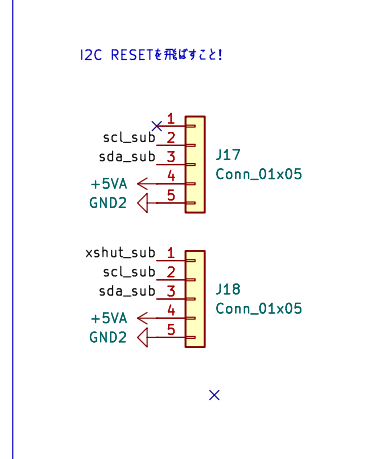 I2C RESETを飛ばすこと!
1
scl_sub 2
sda_sub 3
J17
Conn_01x05
+5VA 4
GND2 5
xshut_sub 1
scl_sub 2
sda_sub 3
J18
Conn_01x05
+5VA 4
GND2 5